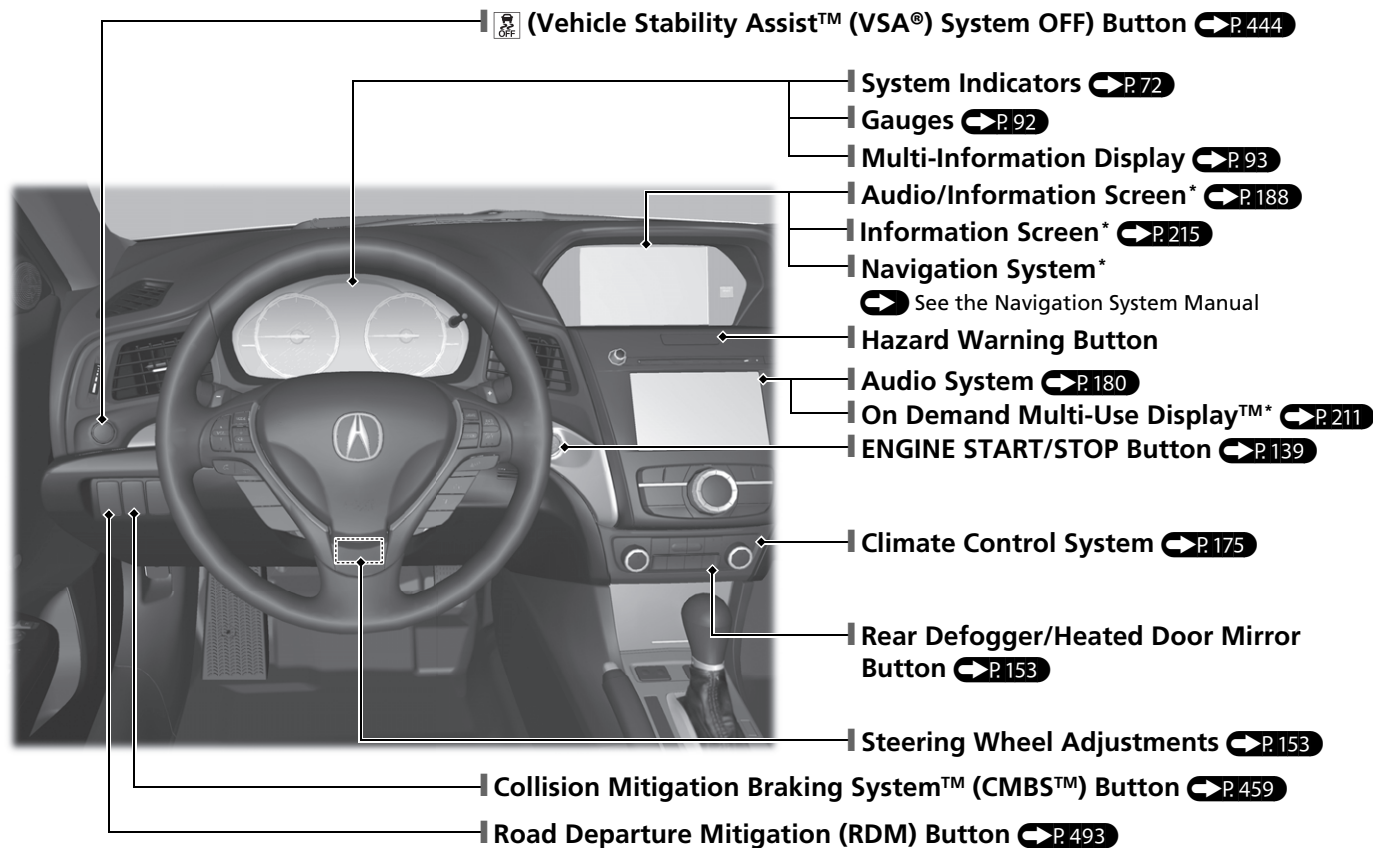 OFF (Vehicle Stability Assist™ (VSA®) System OFF) Button P. 444
System Indicators P. 72
Gauges P. 92
Multi-Information Display P. 93
Audio/Information Screen* P. 188
Information Screen* P. 215
Navigation System*
See the Navigation System Manual
Hazard Warning Button
Audio System P. 180
On Demand Multi-Use Display™* P. 211
ENGINE START/STOP Button P. 139
Climate Control System P. 175
Rear Defogger/Heated Door Mirror
Button P. 153
Steering Wheel Adjustments P. 153
Collision Mitigation Braking System™ (CMBS™) Button P. 459
Road Departure Mitigation (RDM) Button P. 493